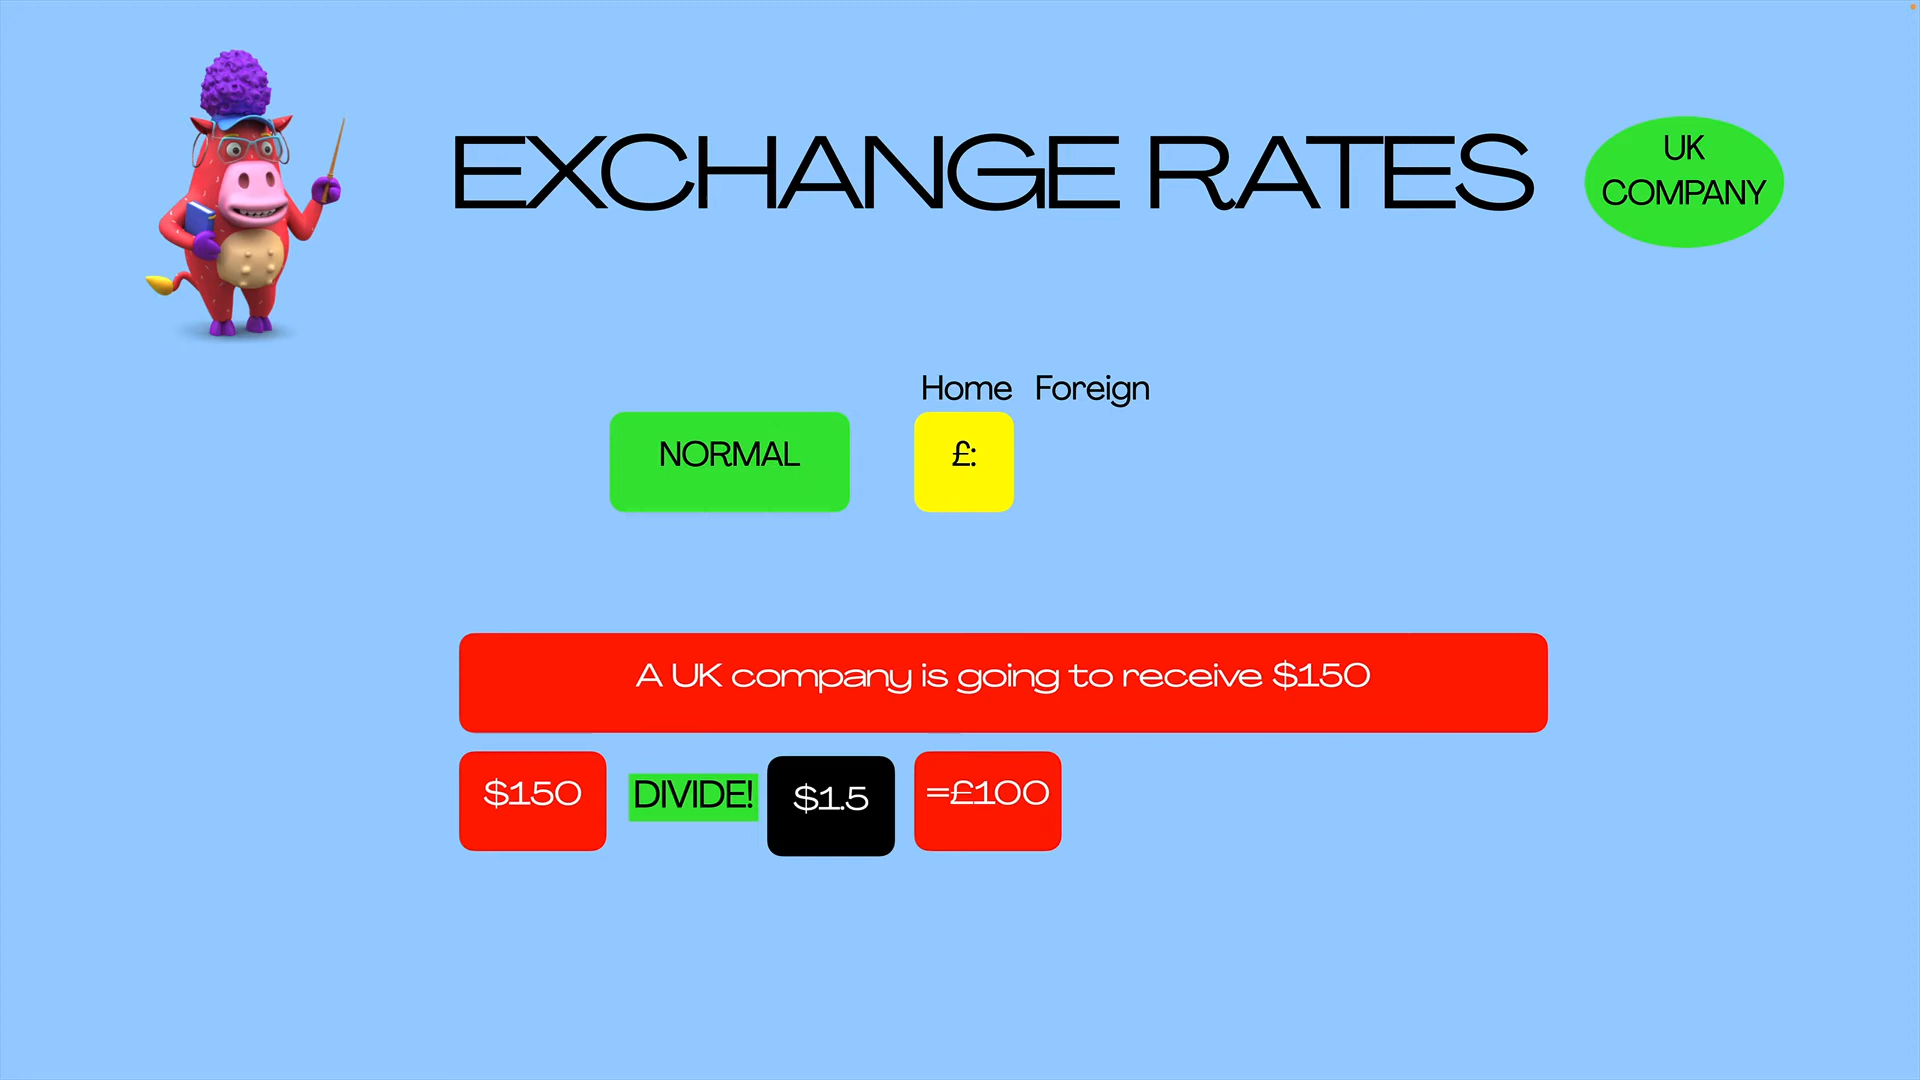 EXCHANGE RATES
UK
COMPANY
Home Foreign
NORMAL
£:
A UK company is going to receive $150
$150 DIVIDE! $1.5 =£100